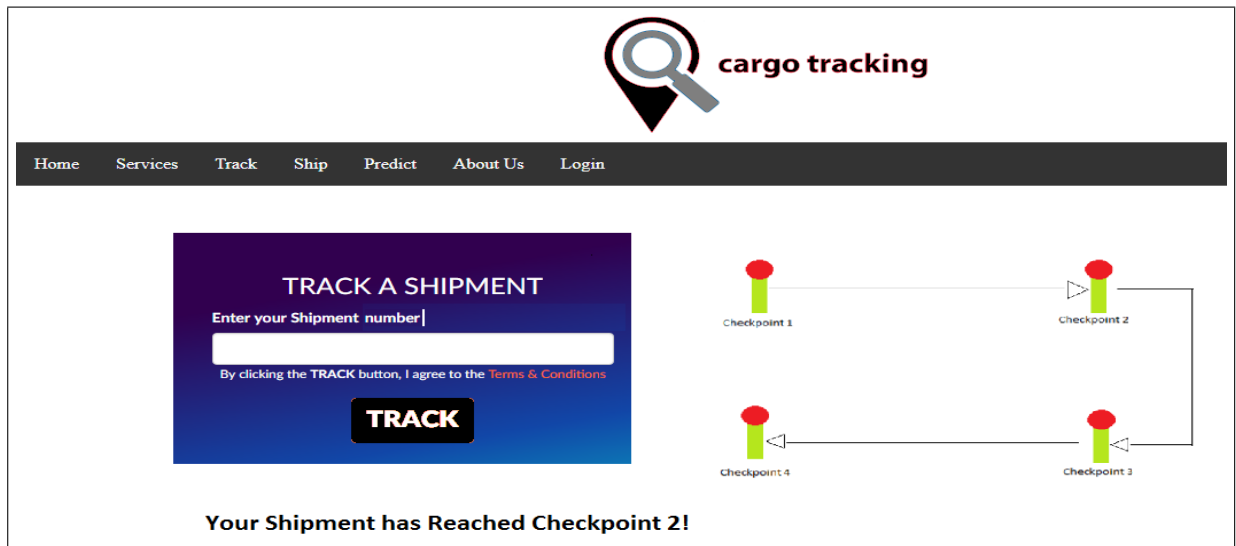 cargo tracking
Home Services Track Ship Predict About Us Login
TRACK A SHIPMENT
Enter your Shipment number
By clicking the TRACK button, I agree to the Terms & Conditions
TRACK
Checkpoint 1
Checkpoint 2
Checkpoint 4
Checkpoint 3
Your Shipment has Reached Checkpoint 2!